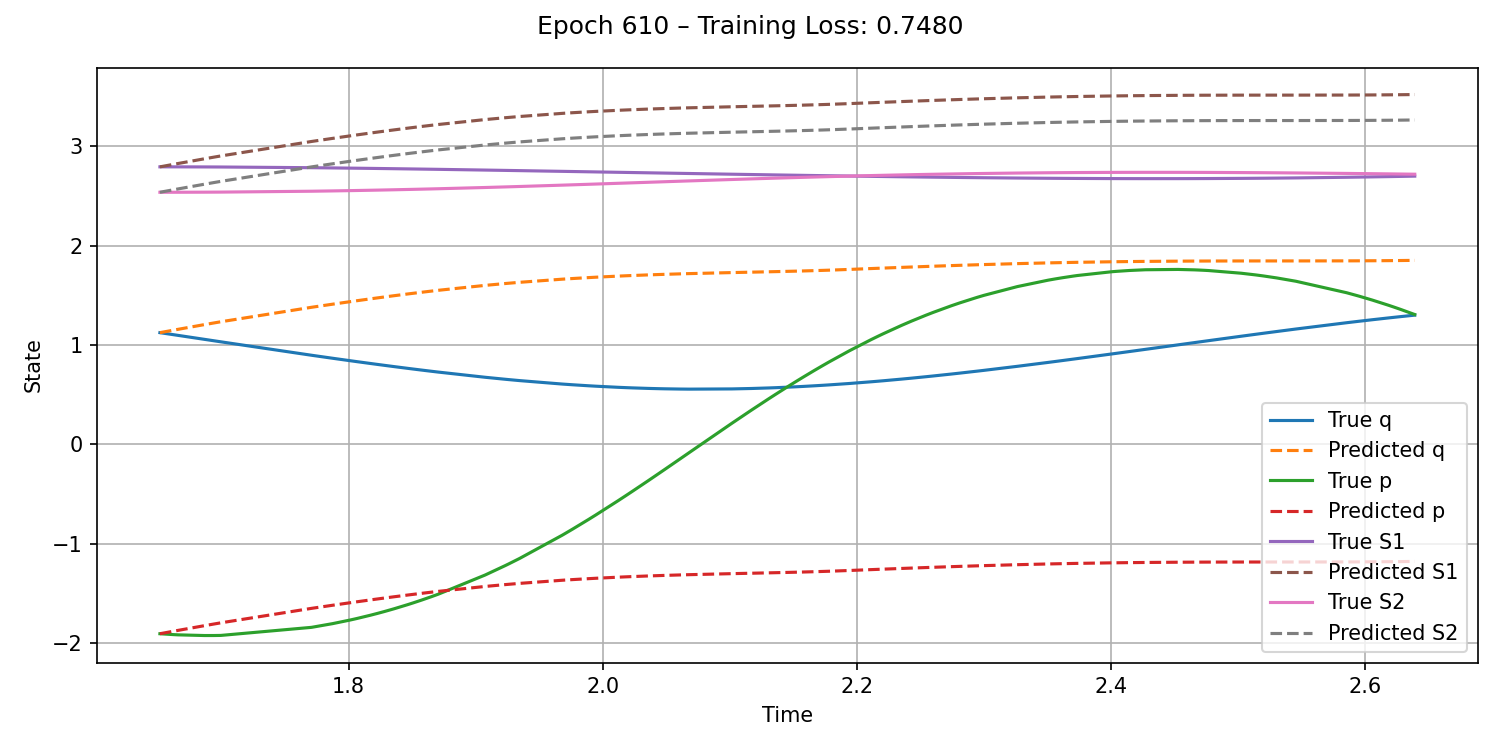 Epoch 610 – Training Loss: 0.7480
State
3
2
1
0
−1
−2
1.8
2.0
2.2
2.4
2.6
Time
True q
Predicted q
True p
Predicted p
True S1
Predicted S1
True S2
Predicted S2